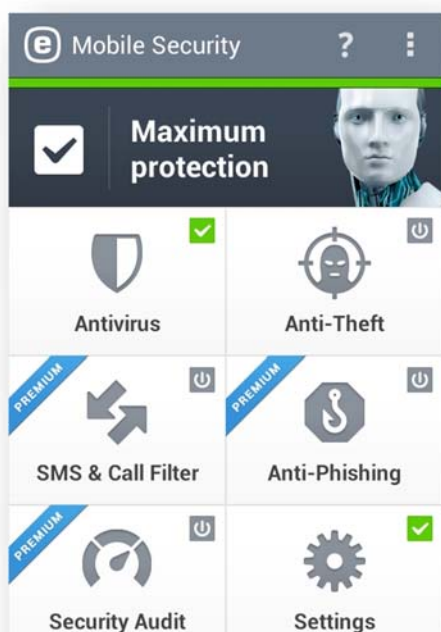 e Mobile Security ?
Maximum
protection
Antivirus
Anti-Theft
PREMIUM
SMS & Call Filter
PREMIUM
Anti-Phishing
PREMIUM
Security Audit
Settings